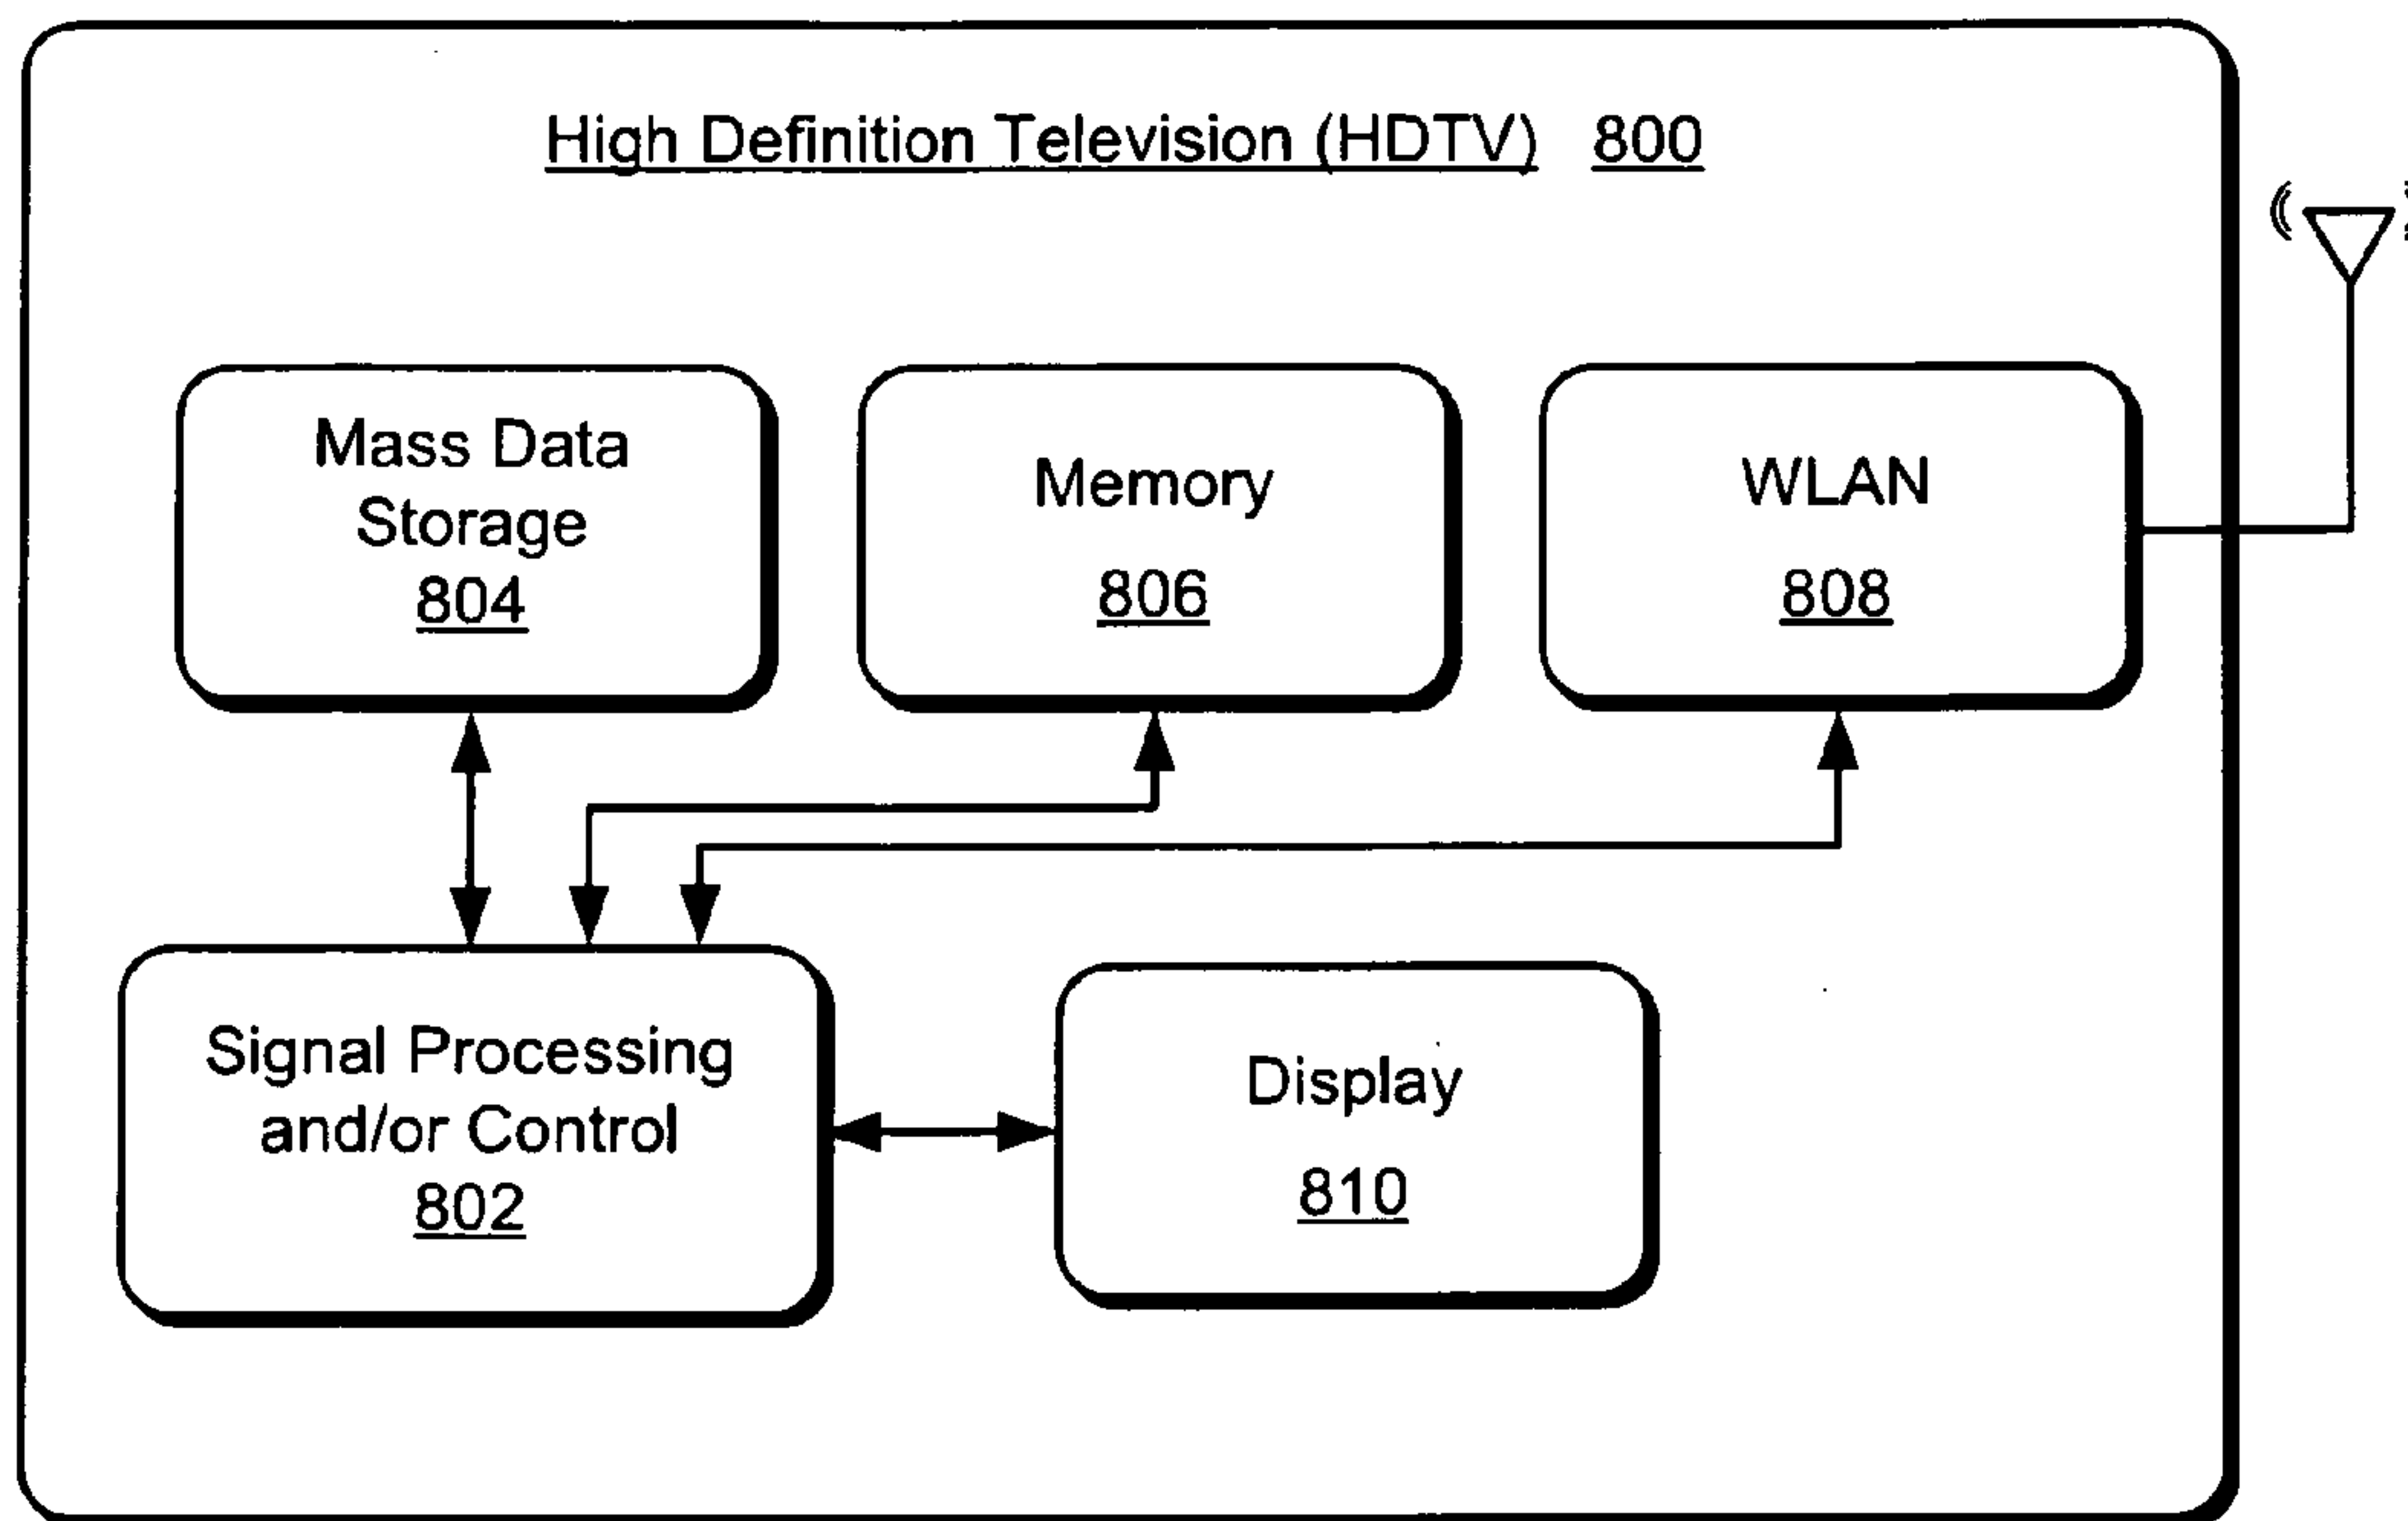 High Definition Television (HDTV) 800
Mass Data
Storage
804
Memory
806
WLAN
808
Signal Processing
and/or Control
802
Display
810